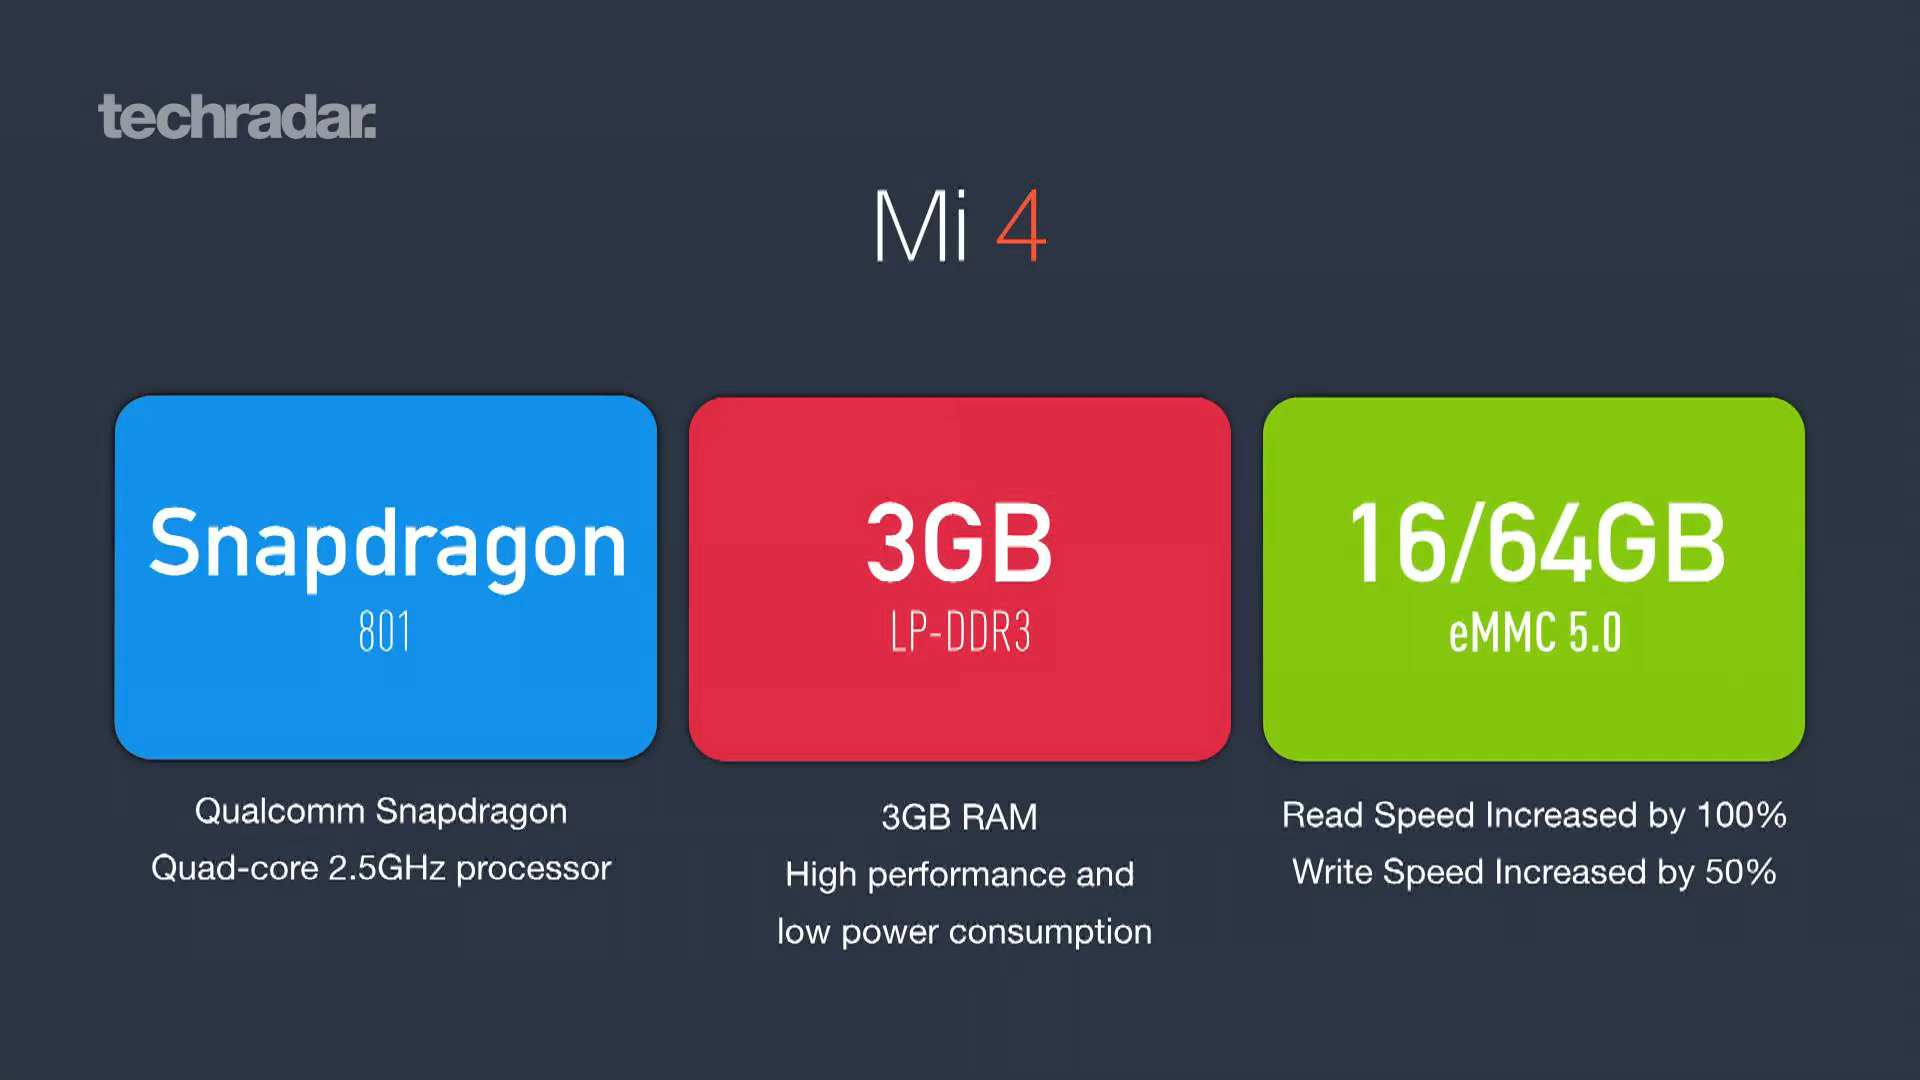 techradar.
Mi 4
Snapdragon
801
Qualcomm Snapdragon
Quad-core 2.5GHz processor
3GB
LP-DDR3
3GB RAM
High performance and
low power consumption
16/64GB
eMMC 5.0
Read Speed Increased by 100%
Write Speed Increased by 50%